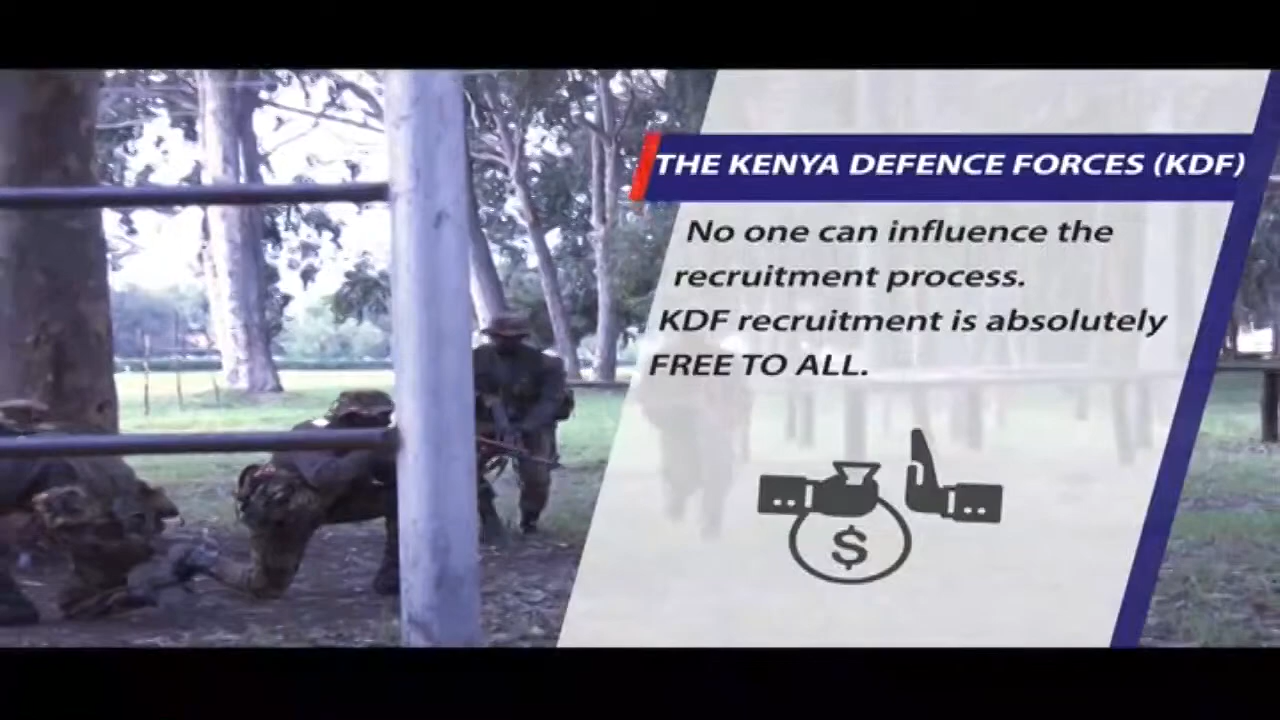 THE KENYA DEFENCE FORCES (KDF)
No one can influence the
recruitment process.
KDF recruitment is absolutely
FREE TO ALL.
$